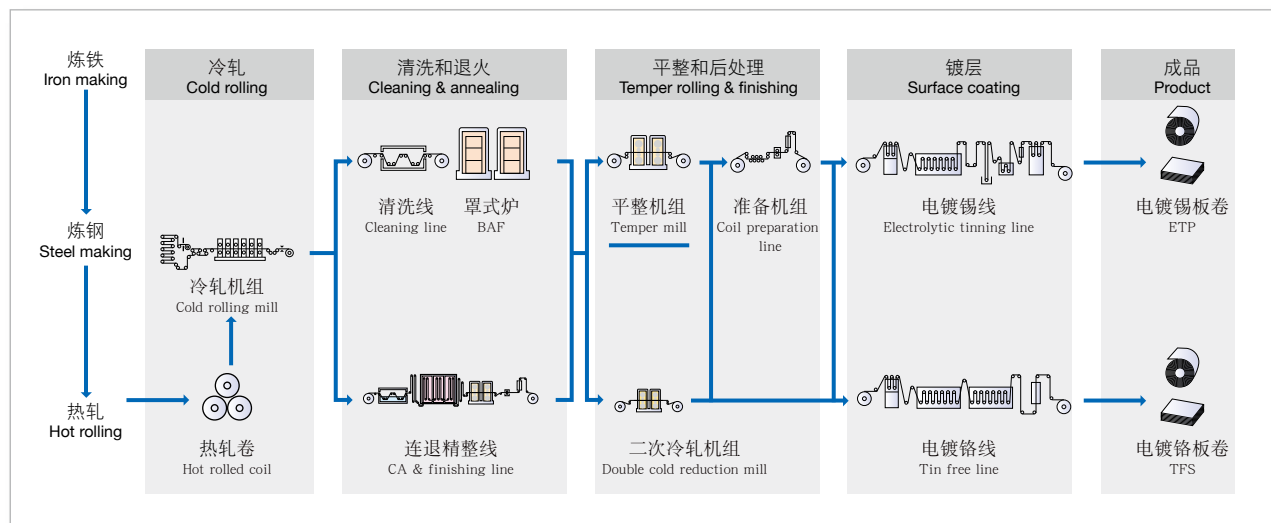 炼铁
Iron making
炼钢
Steel making
热轧
Hot rolling
冷轧
Cold rolling
冷轧机组
Cold rolling mill
热轧卷
Hot rolled coil
清洗和退火
Cleaning & annealing
清洗线
Cleaning line
罩式炉
BAF
连退精整线
CA & finishing line
平整和后处理
Temper rolling & finishing
平整机组
Temper mill
准备机组
Coil preparation
line
二次冷轧机组
Double cold reduction mill
镀层
Surface coating
电镀锡线
Electrolytic tinning line
电镀铬线
Tin free line
成品
Product
电镀锡板卷
ETP
电镀铬板卷
TFS